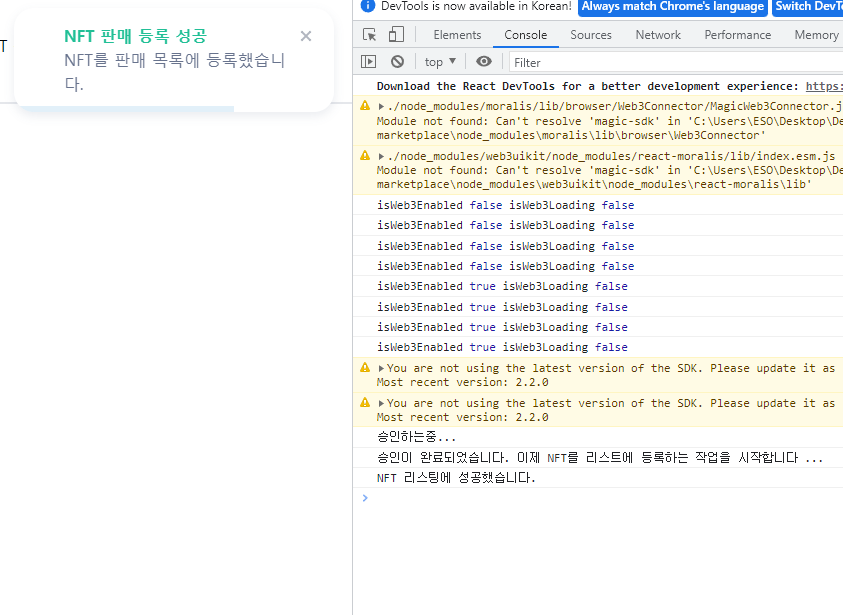 T
NFT 판매 등록 성공
NFT를 판매 목록에 등록했습니
다.
DevTools is now available in Korean!
Always match Chrome's language
Switch DevTo
Elements
Console
Sources
Network
Performance
Memory
top
Filter
Download the React DevTools for a better development experience: https:
./node_modules/moralis/lib/browser/Web3Connector/MagicWeb3Connector.j
Module not found: Can't resolve 'magic-sdk' in 'C:\Users\ESO\Desktop\De
marketplace\node_modules\moralis\lib\browser\Web3Connector'
./node_modules/web3uikit/node_modules/react-moralis/lib/index.esm.js
Module not found: Can't resolve 'magic-sdk' in 'C:\Users\ESO\Desktop\De
marketplace\node_modules\web3uikit\node_modules\react-moralis\lib'
isWeb3Enabled false isWeb3Loading false
isWeb3Enabled false isWeb3Loading false
isWeb3Enabled false isWeb3Loading false
isWeb3Enabled false isWeb3Loading false
isWeb3Enabled true isWeb3Loading false
isWeb3Enabled true isWeb3Loading false
isWeb3Enabled true isWeb3Loading false
isWeb3Enabled true isWeb3Loading false
You are not using the latest version of the SDK. Please update it as
Most recent version: 2.2.0
You are not using the latest version of the SDK. Please update it as
Most recent version: 2.2.0
승인하는중...
승인이 완료되었습니다. 이제 NFT를 리스트에 등록하는 작업을 시작합니다 ...
NFT 리스팅에 성공했습니다.